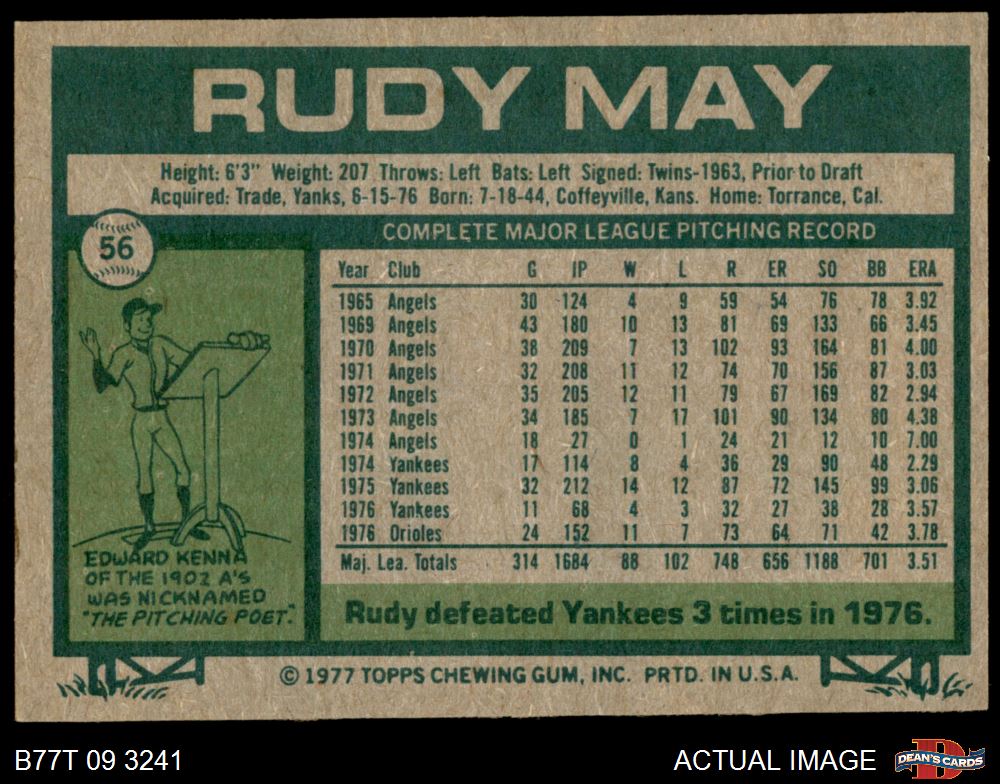 RUDY MAY
Height: 6'3" Weight: 207 Throws: Left Bats: Left Signed: Twins-1963, Prior to Draft
Acquired: Trade, Yanks, 6-15-76 Born: 7-18-44, Coffeyville, Kans. Home: Torrance, Cal.
56
COMPLETE MAJOR LEAGUE PITCHING RECORD
Year Club G IP W L R ER SO BB ERA
1965 Angels 30 124 4 9 59 54 76 78 3.92
1969 Angels 43 180 10 13 81 69 133 66 3.45
1970 Angels 38 209 7 13 102 93 164 81 4.00
1971 Angels 32 208 11 12 74 70 156 87 3.03
1972 Angels 35 205 12 11 79 67 169 82 2.94
1973 Angels 34 185 7 17 101 90 134 80 4.38
1974 Angels 18 27 0 1 24 21 12 10 7.00
1974 Yankees 17 114 8 4 36 29 90 48 2.29
1975 Yankees 32 212 14 12 87 72 145 99 3.06
1976 Yankees 11 68 4 3 32 27 38 28 3.57
1976 Orioles 24 152 11 7 73 64 71 42 3.78
Maj. Lea. Totals 314 1684 88 102 748 656 1188 701 3.51
EDWARD KENNA
OF THE 1902 A'S
WAS NICKNAMED
"THE PITCHING POET."
Rudy defeated Yankees 3 times in 1976.
© 1977 TOPPS CHEWING GUM, INC. PRTD. IN U.S.A.
B77T 09 3241
ACTUAL IMAGE
DEAN'S CARDS